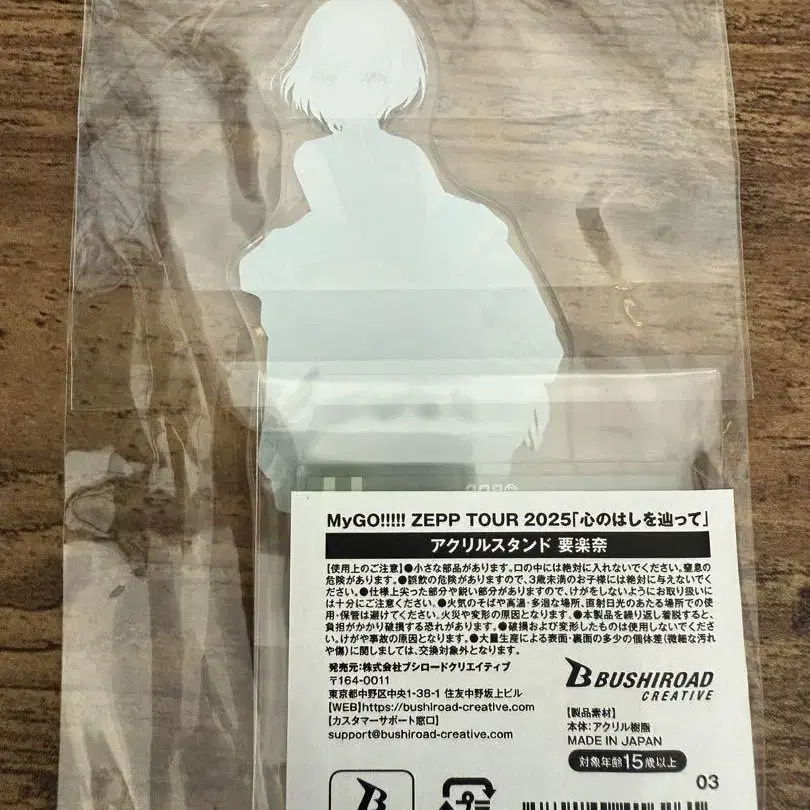 MyGO!!!!! ZEPP TOUR 2025「心のはしを辿って」
アクリルスタンド 要楽奈
【使用上のご注意】●小さな部品があります。口の中には絶対に入れないでください。窒息の
危険があります。●誤飲の危険がありますので、3歳未満のお子様には絶対に与えないでく
ださい。●仕様上尖った部分や鋭い部分がありますので、けがをしないようにお取り扱いに
は十分にご注意ください。●火気のそばや高温・多湿な場所、直射日光のあたる場所での使
用・保管は避けてください。火災や変形の原因となります。●本製品を繰り返し着脱すると、
負担がかかり破損する恐れがあります。●破損および変形したものは使用しないでくださ
い。けがや事故の原因となります。●大量生産による表面・裏面の多少の個体差(微細な汚れ
や傷)に関しましては、交換対象外となります。
発売元:株式会社ブシロードクリエイティブ
〒164-0011
東京都中野区中央1-38-1 住友中野坂上ビル
【WEB】https://bushiroad-creative.com
【カスタマーサポート窓口】
support@bushiroad-creative.com
BUSHIROAD
CREATIVE
【製品素材】
本体:アクリル樹脂
MADE IN JAPAN
対象年齢15歳以上
03
プ